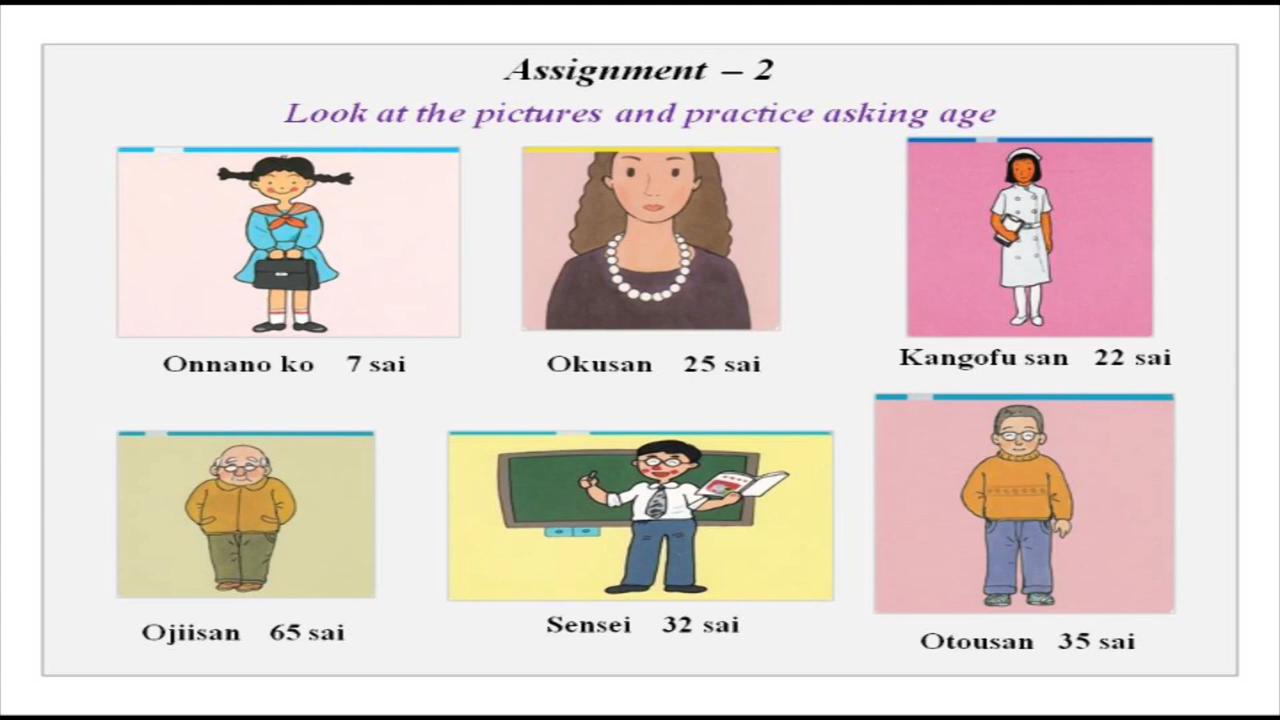 Assignment – 2
Look at the pictures and practice asking age
Onnano ko 7 sai
Okusan 25 sai
Kangofu san 22 sai
Ojiisan 65 sai
Sensei 32 sai
Otousan 35 sai